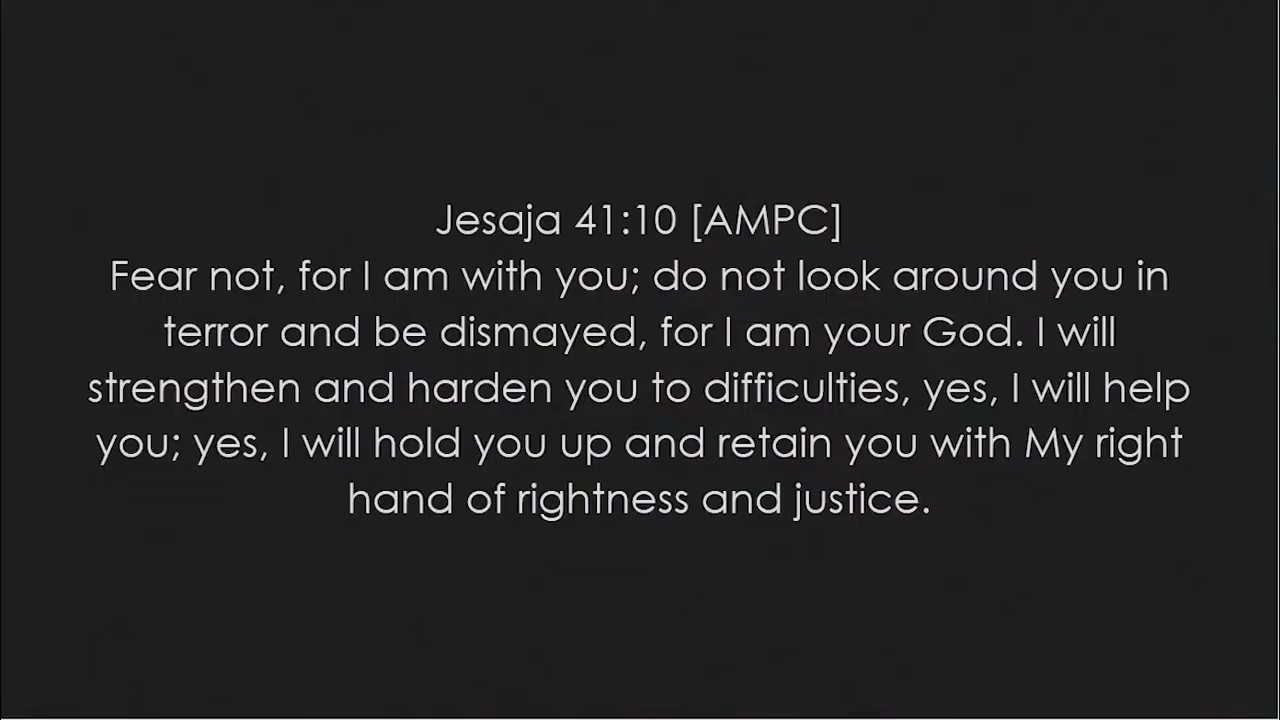 Jesaja 41:10 [AMPC]
Fear not, for I am with you; do not look around you in
terror and be dismayed, for I am your God. I will
strengthen and harden you to difficulties, yes, I will help
you; yes, I will hold you up and retain you with My right
hand of rightness and justice.